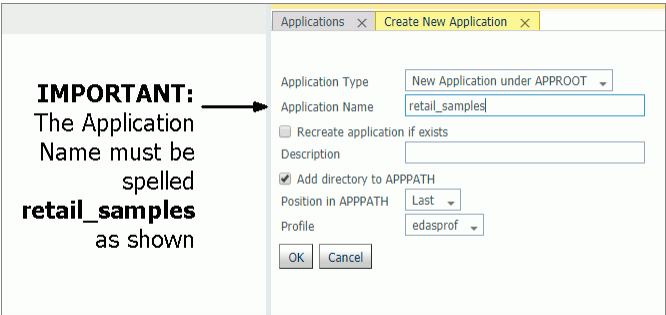 Applications
Create New Application
IMPORTANT:
The Application
Name must be
spelled
retail_samples
as shown
Application Type New Application under APPROOT
Application Name retail_samples
Recreate application if exists
Description
Add directory to APPPATH
Position in APPPATH Last
Profile edasprof
OK Cancel